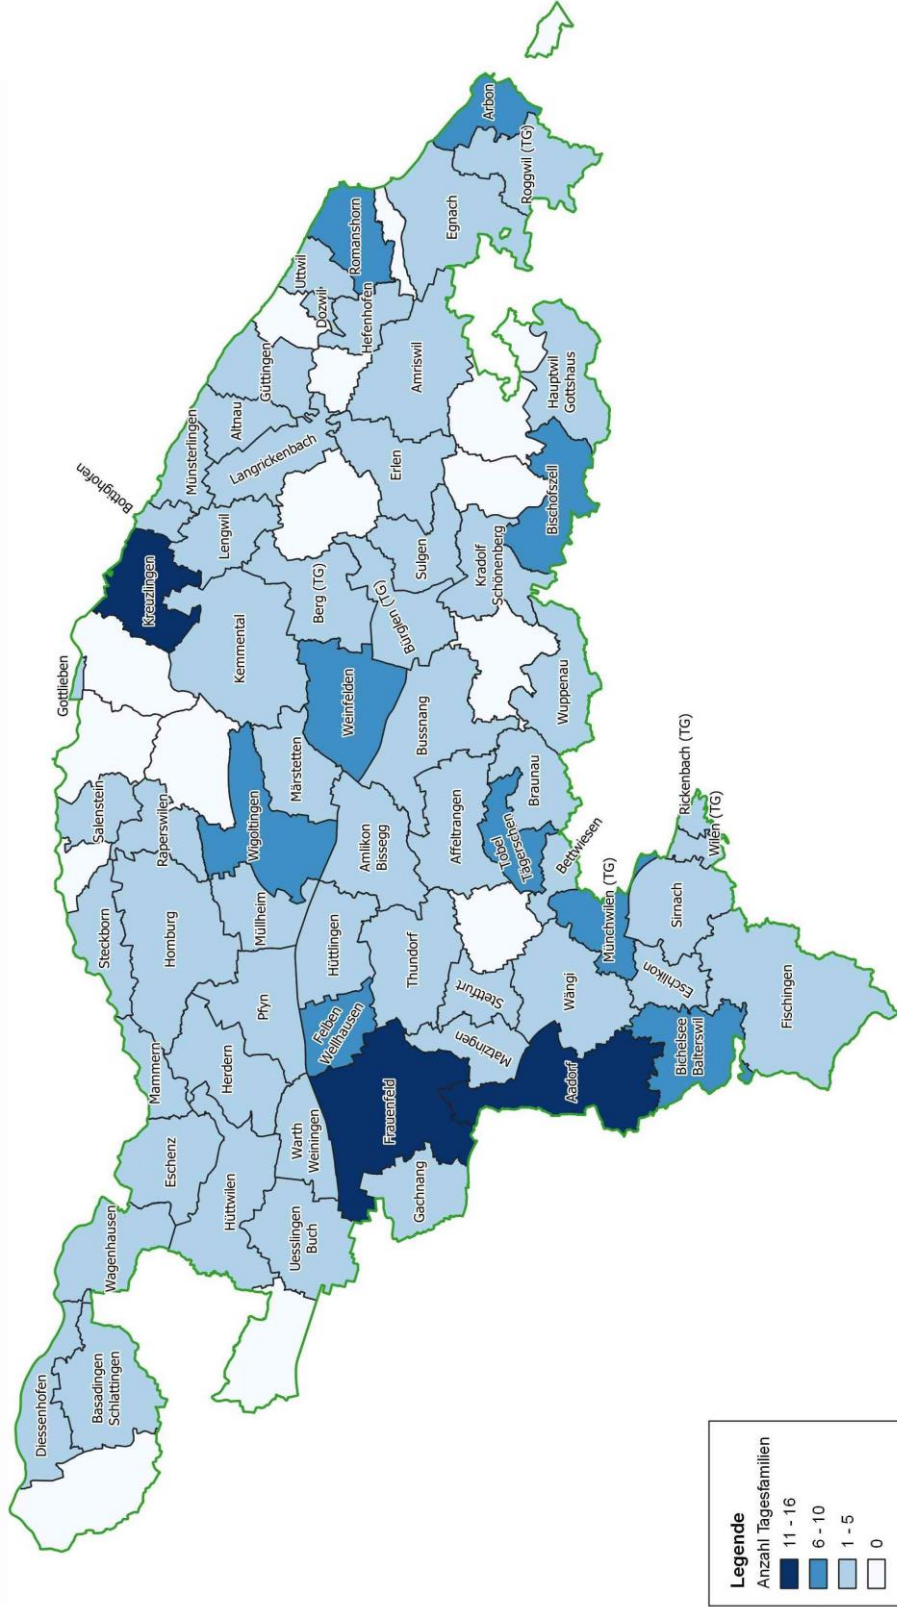 Diessenhofen
Basadingen
Schlattingen
Wagenhausen
Eschenz
Mammern
Hüttwilen
Herdern
Uesslingen
Buch
Warth
Weiningen
Pfyn
Steckborn
Homburg
Müllheim
Salenstein
Raperswilen
Wigoltingen
Gottlieben
Kreuzlingen
Bottighofen
Kemmental
Lengwil
Münsterlingen
Altnau
Langrickenbach
Güttingen
Uttwil
Dozwil
Romanshorn
Hefenhofen
Amriswil
Egnach
Arbon
Roggwil (TG)
Märstetten
Weinfelden
Berg (TG)
Bürglen (TG)
Sulgen
Erlen
Kradolf
Schönenberg
Bischofszell
Hauptwil
Gottshaus
Frauenfeld
Gachnang
Felben
Wellhausen
Hüttlingen
Thundorf
Amlikon
Bissegg
Bussnang
Affeltrangen
Matzingen
Stettfurt
Wängi
Aadorf
Tobel
Tägerschen
Braunau
Wuppenau
Bettwiesen
Münchwilen (TG)
Bichelsee
Balterswil
Eschlikon
Sirnach
Rickenbach (TG)
Wilen (TG)
Fischingen
Legende
Anzahl Tagesfamilien
11 - 16
6 - 10
1 - 5
0